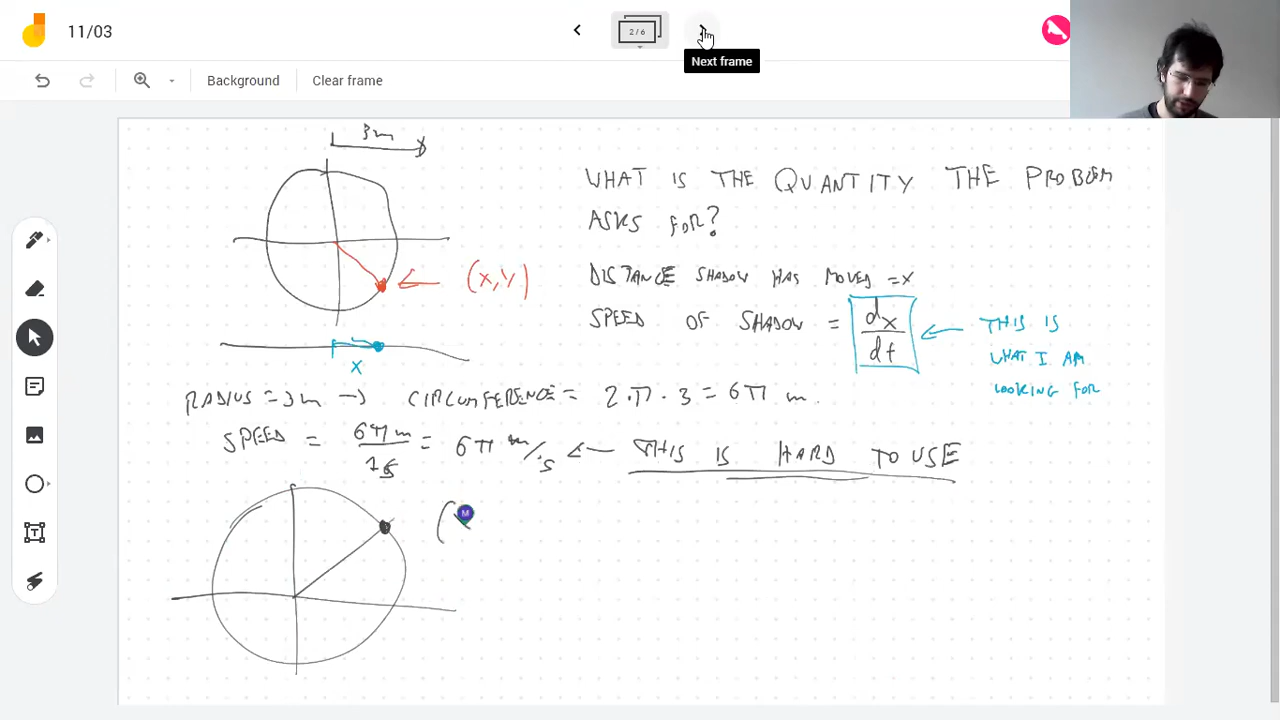 11/03
2/6
Next frame
Background
Clear frame
3m
WHAT IS THE QUANTITY THE PROBLEM
ASKS FOR?
(x,y)
DISTANCE SHADOW HAS MOVED = x
SPEED OF SHADOW = dx
dt
THIS IS
WHAT I AM
LOOKING FOR
x
RADIUS = 3m → CIRCUMFERENCE = 2·π·3 = 6π m.
SPEED = 6π m = 6π m/s ← THIS IS HARD TO USE
1s
(x
M